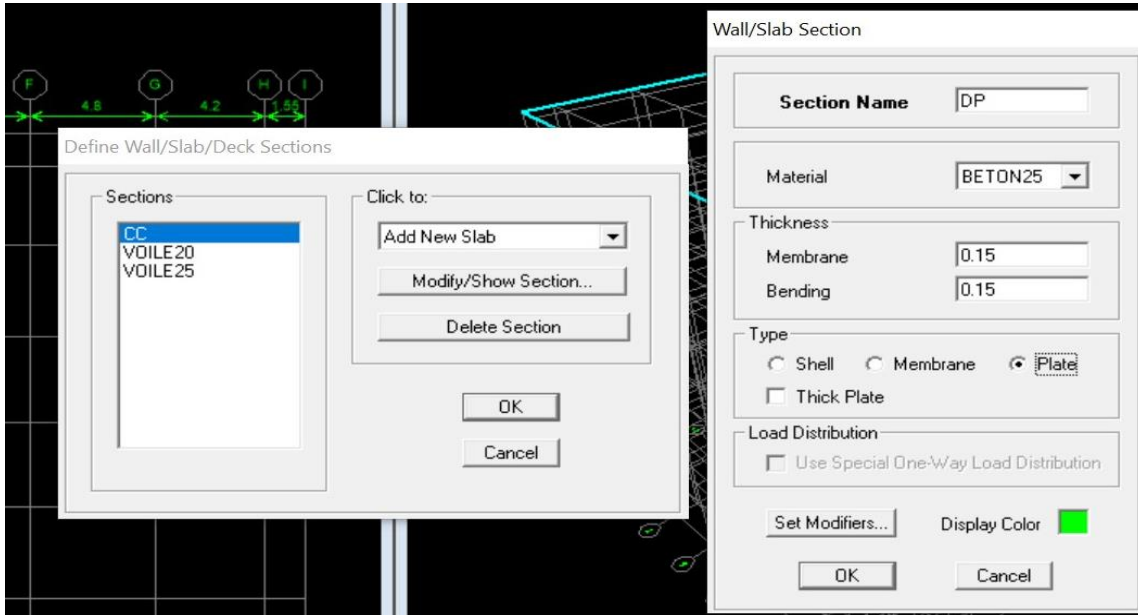 F G H I
4.8 4.2 1.55
Define Wall/Slab/Deck Sections
Sections
CC
VOILE20
VOILE25
Click to:
Add New Slab
Modify/Show Section...
Delete Section
OK
Cancel
Wall/Slab Section
Section Name DP
Material BETON25
Thickness
Membrane 0.15
Bending 0.15
Type
Shell Membrane Plate
Thick Plate
Load Distribution
Use Special One-Way Load Distribution
Set Modifiers... Display Color
OK Cancel